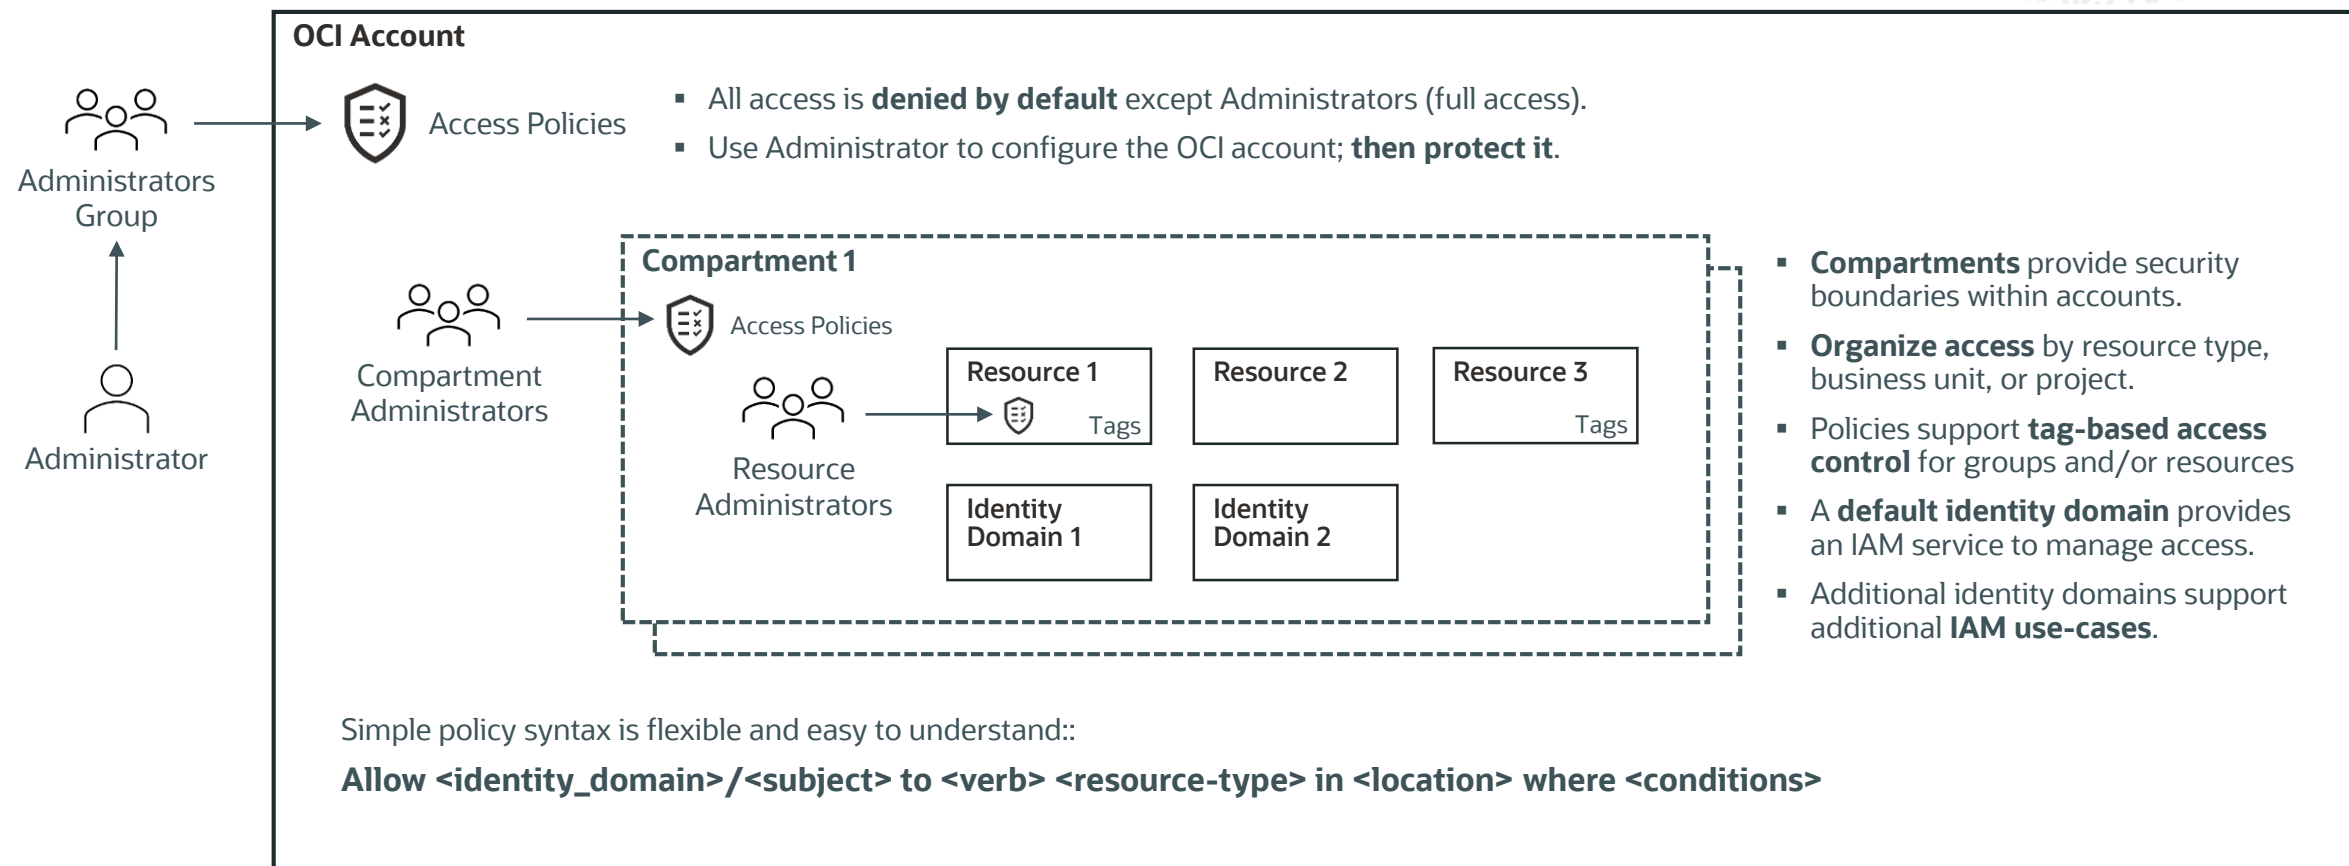 OCI Account
Access Policies
▪ All access is denied by default except Administrators (full access).
▪ Use Administrator to configure the OCI account; then protect it.
Administrators
Group
Administrator
Compartment
Administrators
Compartment 1
Access Policies
Resource
Administrators
Resource 1
Tags
Resource 2
Resource 3
Tags
Identity
Domain 1
Identity
Domain 2
▪ Compartments provide security
boundaries within accounts.
▪ Organize access by resource type,
business unit, or project.
▪ Policies support tag-based access
control for groups and/or resources
▪ A default identity domain provides
an IAM service to manage access.
▪ Additional identity domains support
additional IAM use-cases.
Simple policy syntax is flexible and easy to understand::
Allow <identity_domain>/<subject> to <verb> <resource-type> in <location> where <conditions>